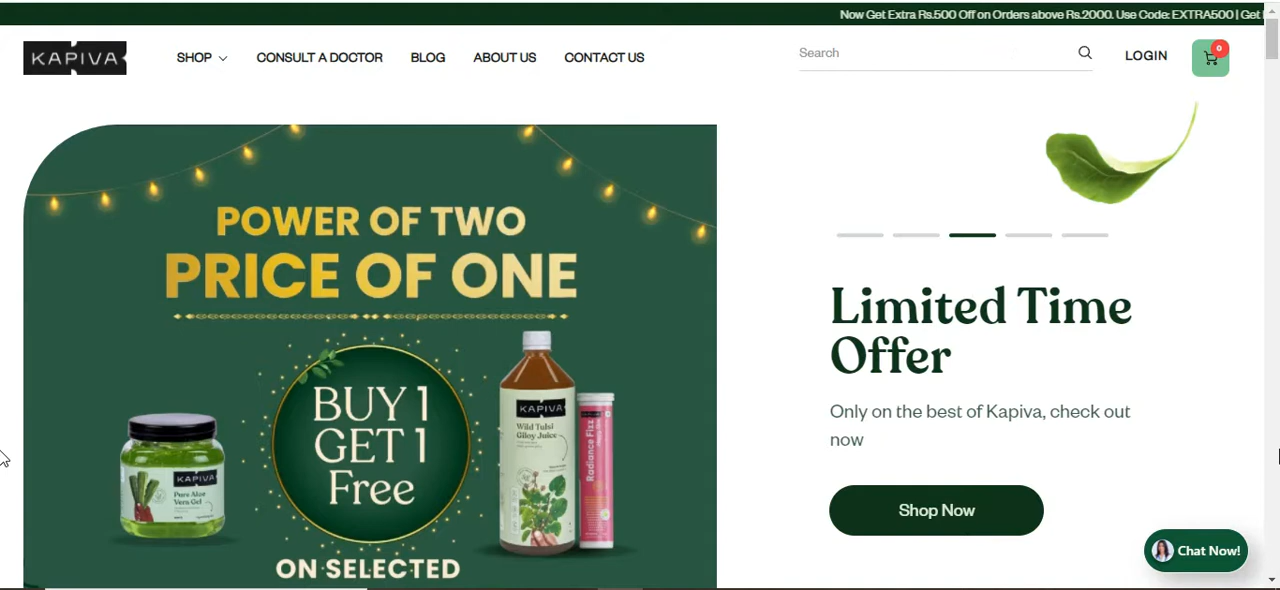 Now Get Extra Rs.500 Off on Orders above Rs.2000. Use Code: EXTRA500 | Get
KAPIVA
SHOP
CONSULT A DOCTOR
BLOG
ABOUT US
CONTACT US
Search
LOGIN
0
POWER OF TWO
PRICE OF ONE
BUY 1
GET 1
Free
KAPIVA
Pure Aloe
Vera Gel
KAPIVA
Wild Tulsi
Giloy Juice
Radiance Fizz
ON SELECTED
Limited Time
Offer
Only on the best of Kapiva, check out
now
Shop Now
Chat Now!